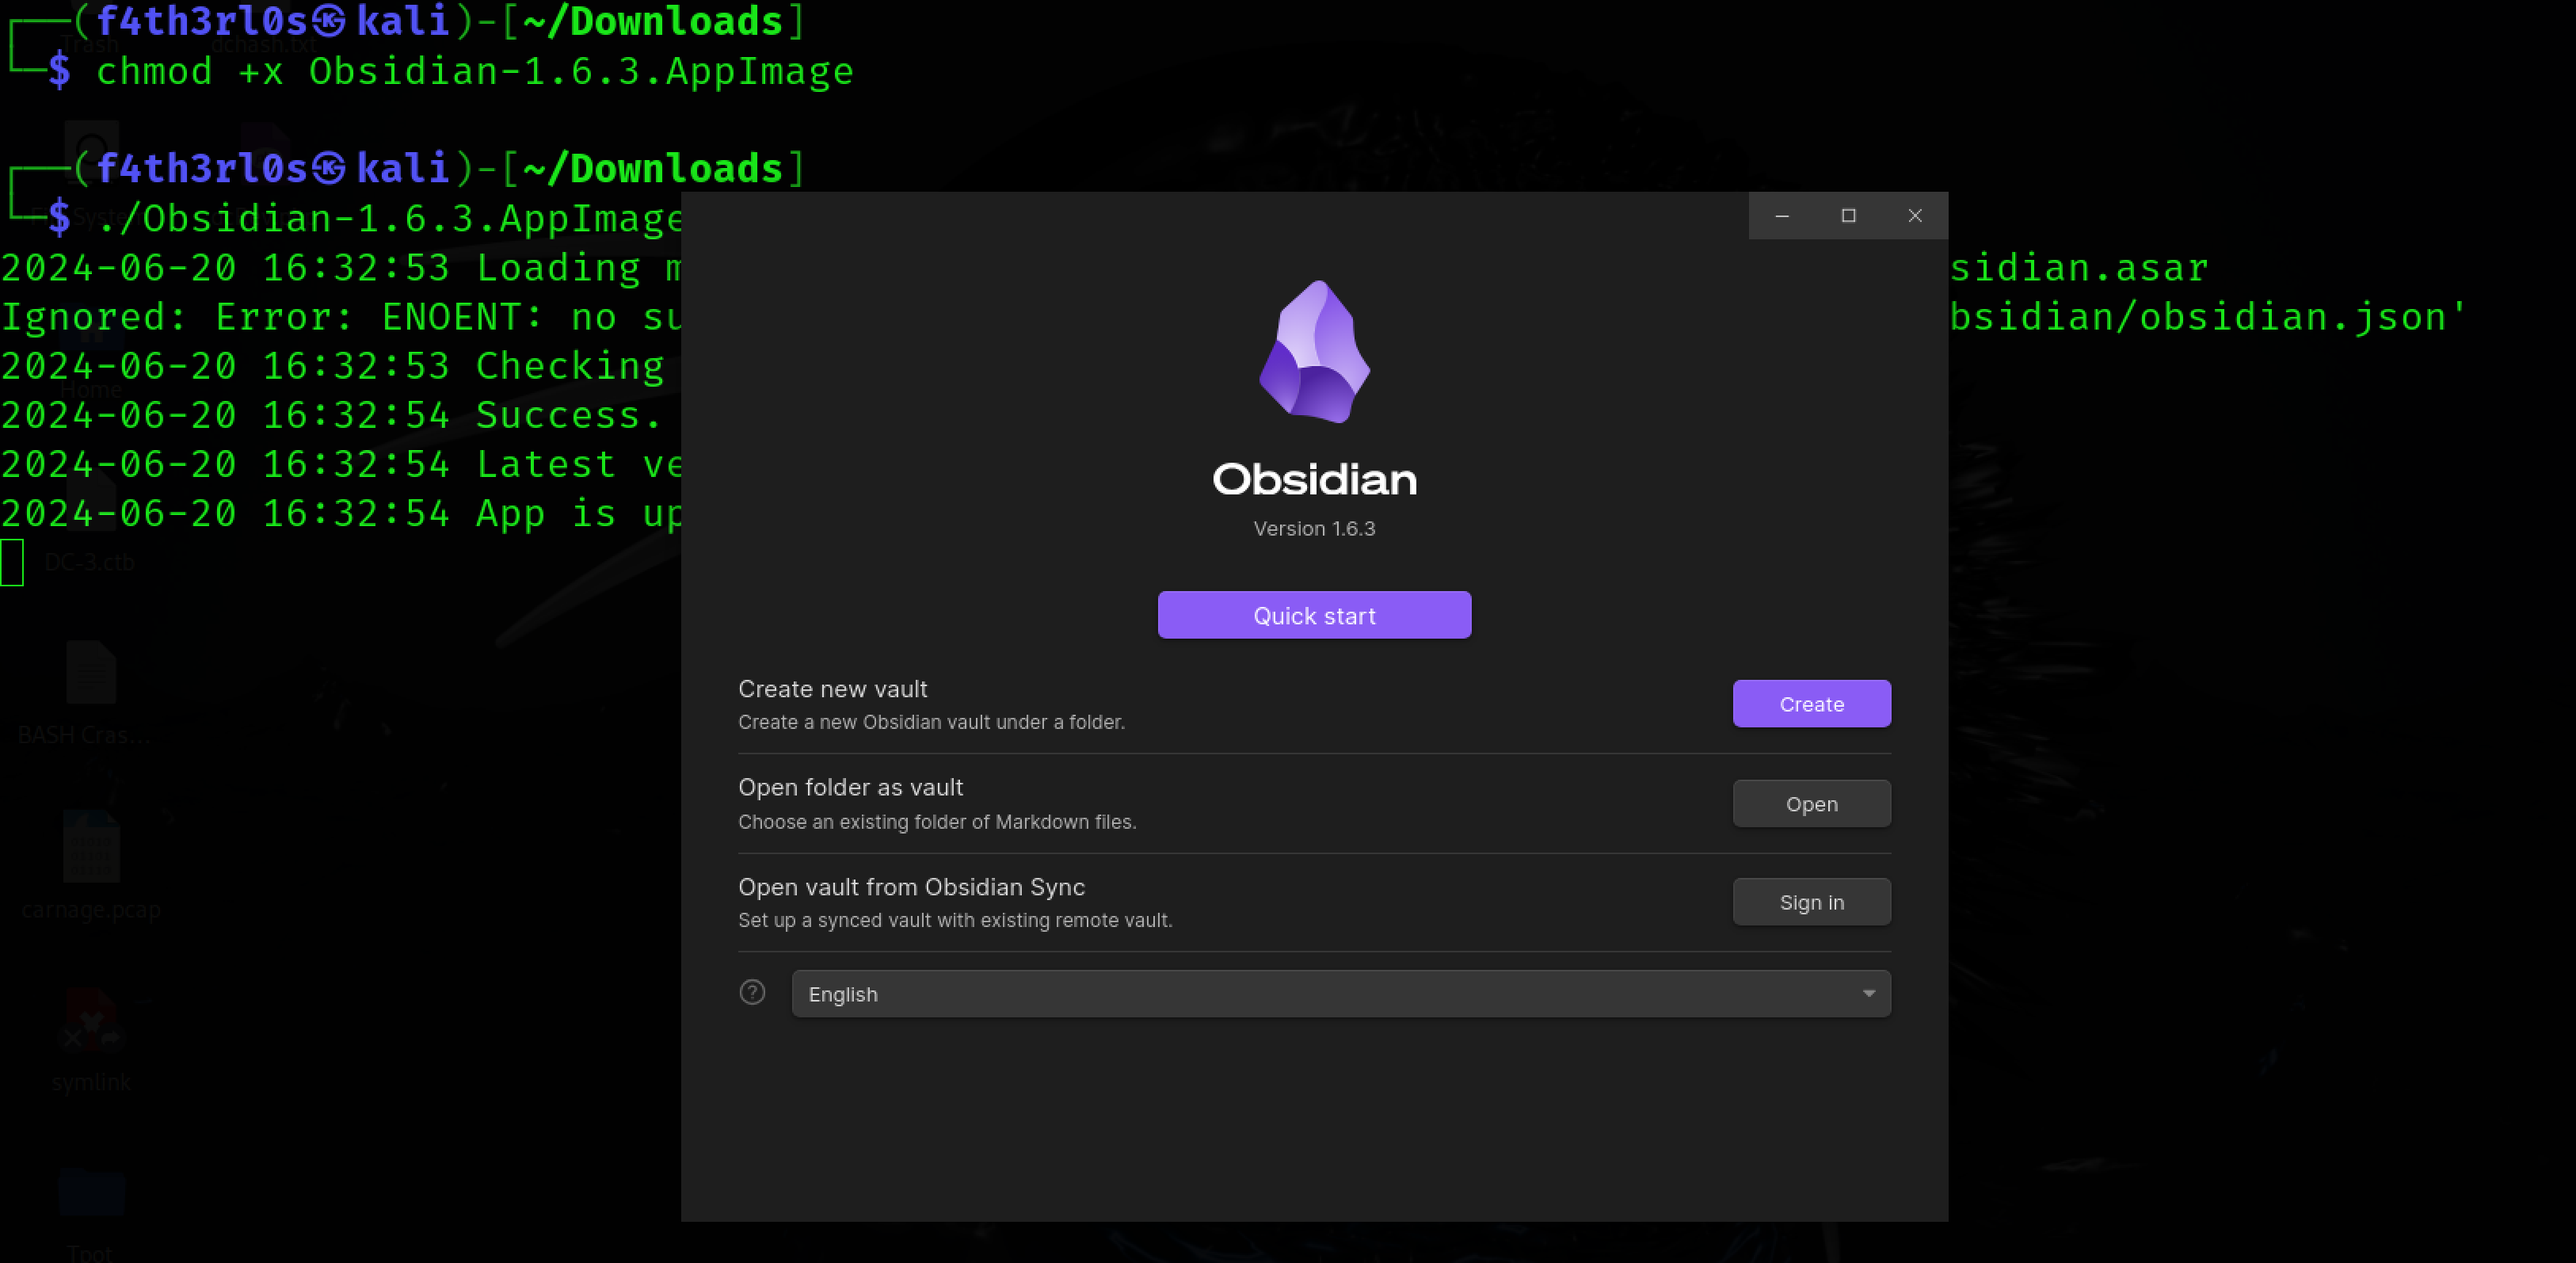 Trash
dchash.txt
┌──(f4th3rl0s㉿kali)-[~/Downloads]
└─$ chmod +x Obsidian-1.6.3.AppImage
┌──(f4th3rl0s㉿kali)-[~/Downloads]
└─$ ./Obsidian-1.6.3.AppImage
2024-06-20 16:32:53 Loading m
sidian.asar
Ignored: Error: ENOENT: no su
bsidian/obsidian.json'
2024-06-20 16:32:53 Checking
2024-06-20 16:32:54 Success.
2024-06-20 16:32:54 Latest ve
2024-06-20 16:32:54 App is up
Home
DC-3.ctb
BASH Cras...
carnage.pcap
symlink
Toot
Obsidian
Version 1.6.3
Quick start
Create new vault
Create a new Obsidian vault under a folder.
Create
Open folder as vault
Choose an existing folder of Markdown files.
Open
Open vault from Obsidian Sync
Set up a synced vault with existing remote vault.
Sign in
? English